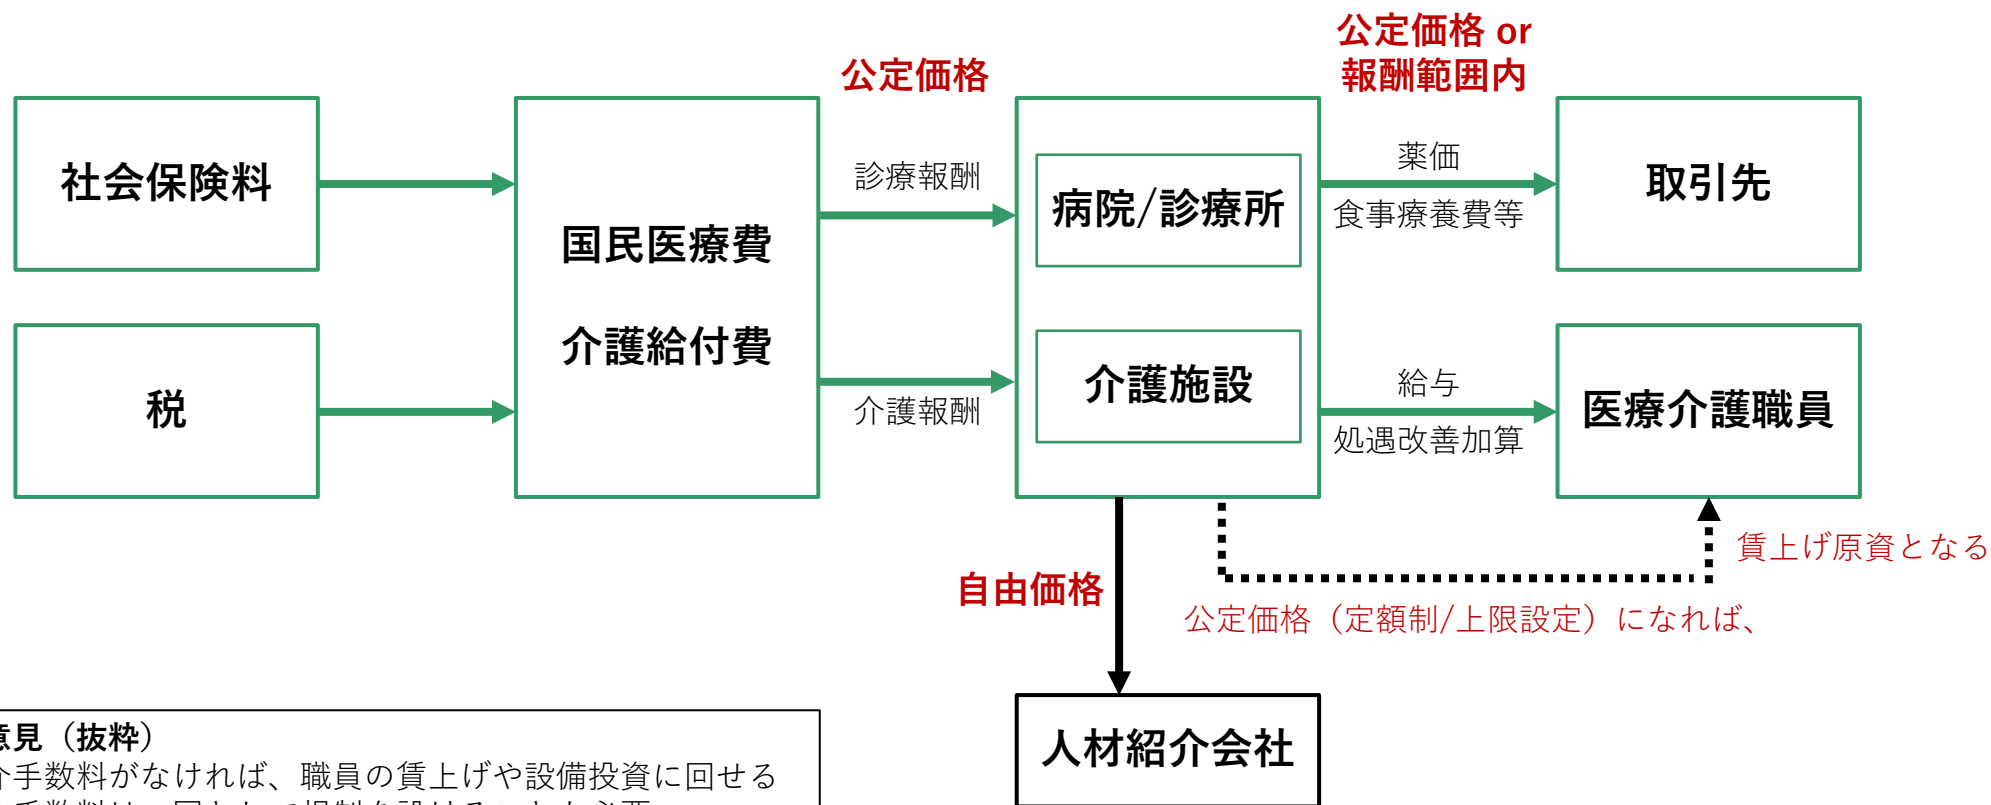 公定価格 or
報酬範囲内
公定価格
社会保険料
税
国民医療費
介護給付費
診療報酬
介護報酬
病院/診療所
介護施設
薬価
食事療養費等
給与
処遇改善加算
取引先
医療介護職員
賃上げ原資となる
自由価格
公定価格（定額制/上限設定）になれば、
人材紹介会社
意見（抜粋）
手数料がなければ、職員の賃上げや設備投資に回せる